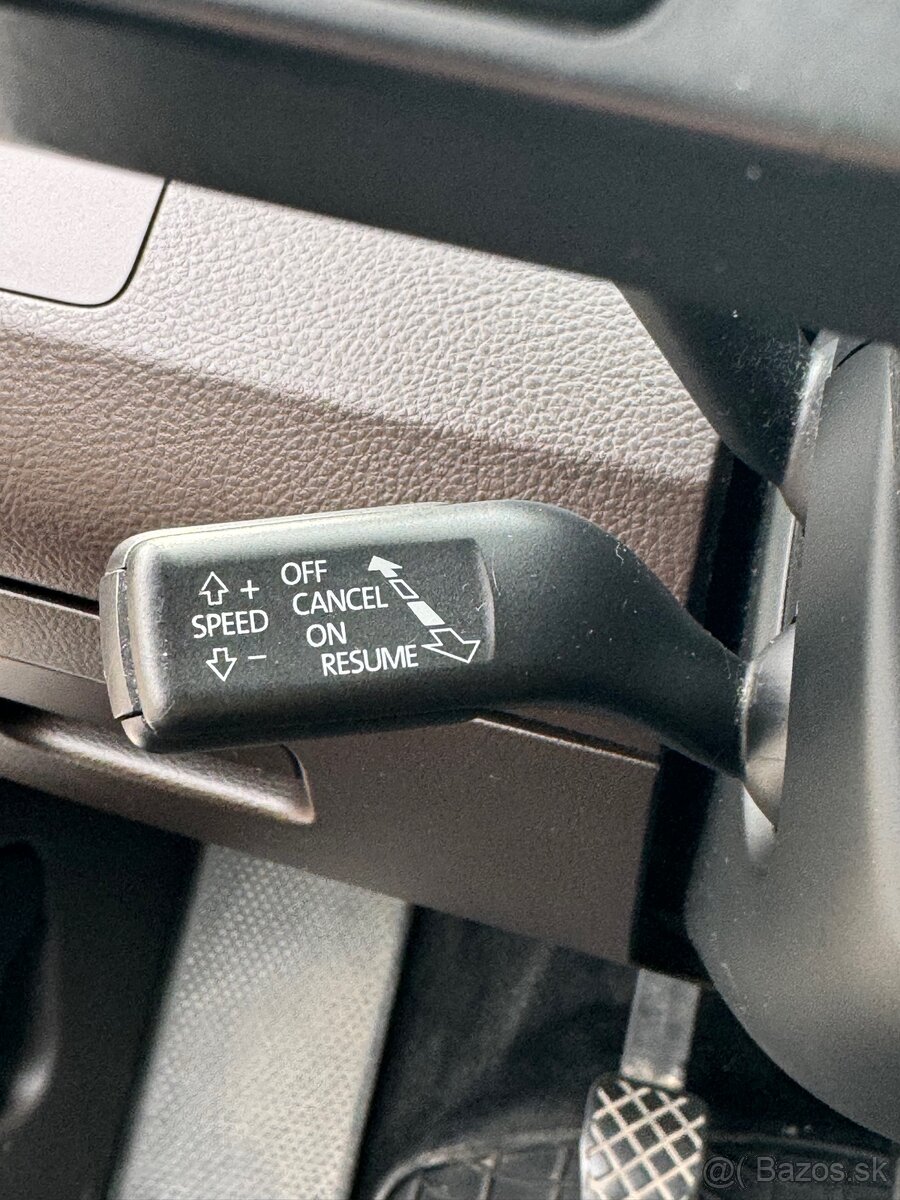 + OFF
SPEED CANCEL
ON
− RESUME
@( Bazos.sk